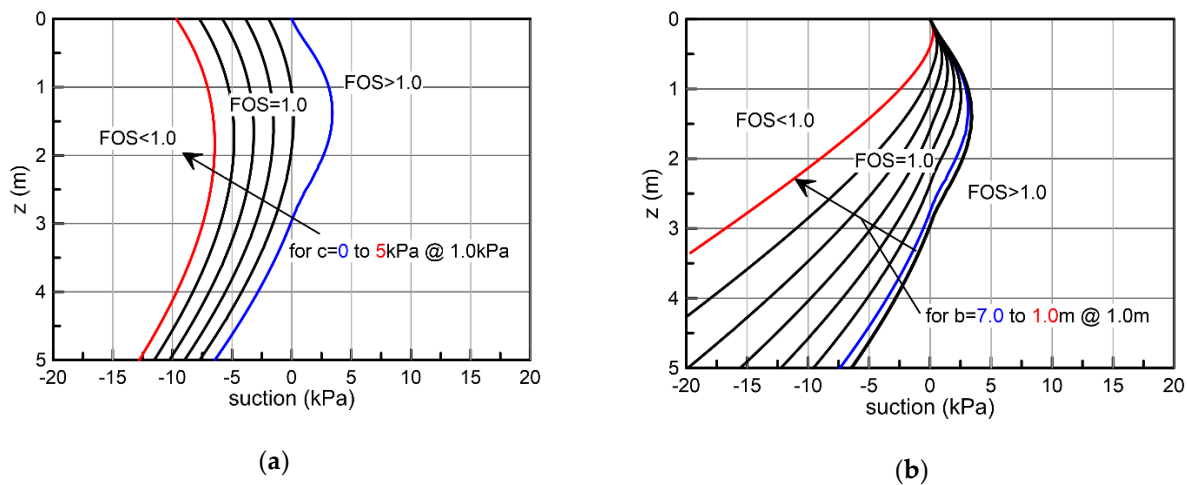 (a)
0
1
2
3
4
5
z (m)
-20 -15 -10 -5 0 5 10 15 20
suction (kPa)
FOS>1.0
FOS=1.0
FOS<1.0
for c=0 to 5kPa @ 1.0kPa
(a)
(b)
0
1
2
3
4
5
z (m)
-20 -15 -10 -5 0 5 10 15 20
suction (kPa)
FOS<1.0
FOS=1.0
FOS>1.0
for b=7.0 to 1.0m @ 1.0m
(b)